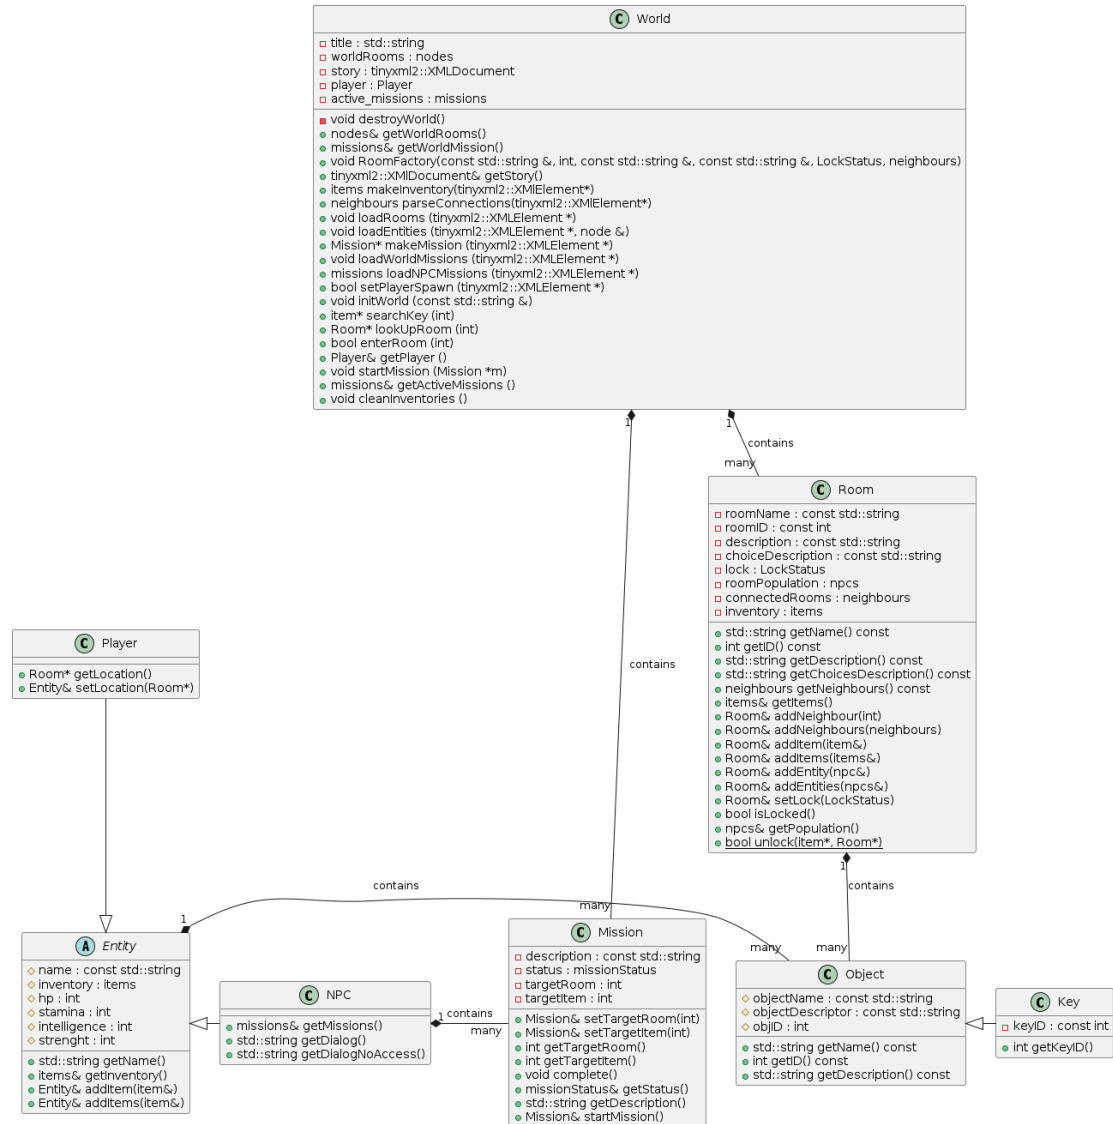 C World
title : std::string
worldRooms : nodes
story : tinyxml2::XMLDocument
player : Player
active_missions : missions
void destroyWorld()
nodes& getWorldRooms()
missions& getWorldMission()
void RoomFactory(const std::string &, int, const std::string &, const std::string &, LockStatus, neighbours)
tinyxml2::XMlDocument& getStory()
items makeInventory(tinyxml2::XMlElement*)
neighbours parseConnections(tinyxml2::XMlElement*)
void loadRooms (tinyxml2::XMLElement *)
void loadEntities (tinyxml2::XMLElement *, node &)
Mission* makeMission (tinyxml2::XMLElement *)
void loadWorldMissions (tinyxml2::XMLElement *)
missions loadNPCMissions (tinyxml2::XMLElement *)
bool setPlayerSpawn (tinyxml2::XMLElement *)
void initWorld (const std::string &)
item* searchKey (int)
Room* lookUpRoom (int)
bool enterRoom (int)
Player& getPlayer ()
void startMission (Mission *m)
missions& getActiveMissions ()
void cleanInventories ()
1
1
contains
many
C Room
roomName : const std::string
roomID : const int
description : const std::string
choiceDescription : const std::string
lock : LockStatus
roomPopulation : npcs
connectedRooms : neighbours
inventory : items
std::string getName() const
int getID() const
std::string getDescription() const
std::string getChoicesDescription() const
neighbours getNeighbours() const
items& getItems()
Room& addNeighbour(int)
Room& addNeighbours(neighbours)
Room& addItem(item&)
Room& addItems(items&)
Room& addEntity(npc&)
Room& addEntities(npcs&)
Room& setLock(LockStatus)
bool isLocked()
npcs& getPopulation()
bool unlock(item*, Room*)
C Player
Room* getLocation()
Entity& setLocation(Room*)
contains
1
contains
contains
1
many
many
many
A Entity
name : const std::string
inventory : items
hp : int
stamina : int
intelligence : int
strenght : int
std::string getName()
items& getInventory()
Entity& addItem(item&)
Entity& addItems(item&)
C NPC
missions& getMissions()
std::string getDialog()
std::string getDialogNoAccess()
contains
1
many
C Mission
description : const std::string
status : missionStatus
targetRoom : int
targetItem : int
Mission& setTargetRoom(int)
Mission& setTargetItem(int)
int getTargetRoom()
int getTargetItem()
void complete()
missionStatus& getStatus()
std::string getDescription()
Mission& startMission()
C Object
objectName : const std::string
objectDescriptor : const std::string
objID : int
std::string getName() const
int getID() const
std::string getDescription() const
C Key
keyID : const int
int getKeyID()